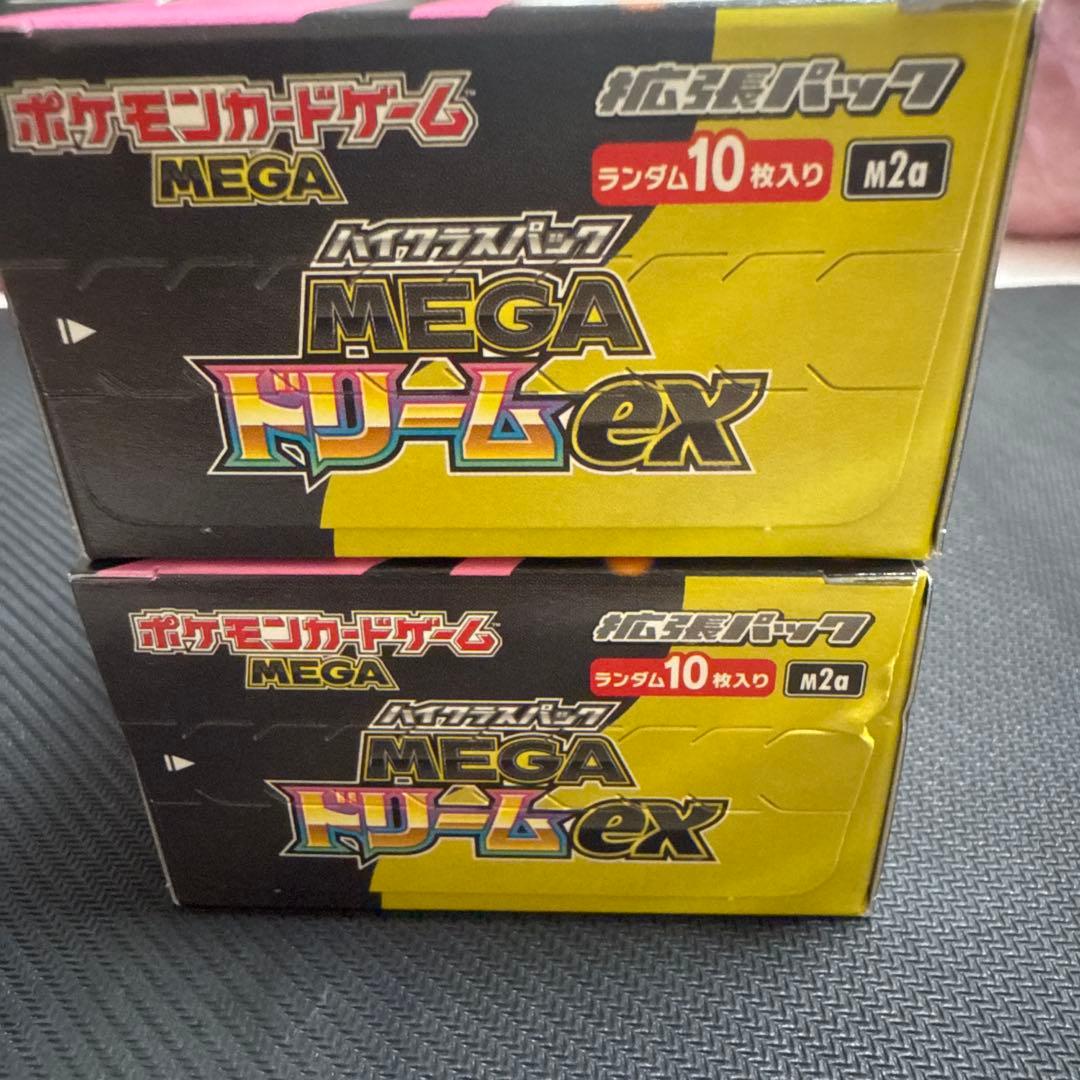 ポケモンカードゲーム™
MEGA
拡張パック
ランダム10枚入り
M2a
ハイクラスパック
MEGA
ドリームex
ポケモンカードゲーム™
MEGA
拡張パック
ランダム10枚入り
M2a
ハイクラスパック
MEGA
ドリームex